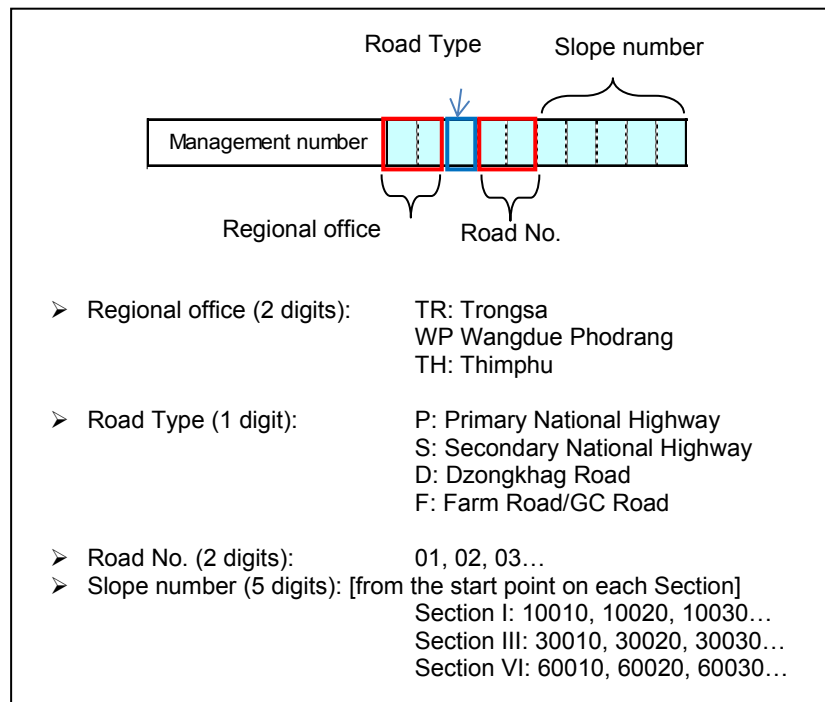 Road Type
Slope number
Management number
Regional office
Road No.
➢ Regional office (2 digits): TR: Trongsa
WP Wangdue Phodrang
TH: Thimphu
➢ Road Type (1 digit): P: Primary National Highway
S: Secondary National Highway
D: Dzongkhag Road
F: Farm Road/GC Road
➢ Road No. (2 digits): 01, 02, 03…
➢ Slope number (5 digits): [from the start point on each Section]
Section I: 10010, 10020, 10030…
Section III: 30010, 30020, 30030…
Section VI: 60010, 60020, 60030…